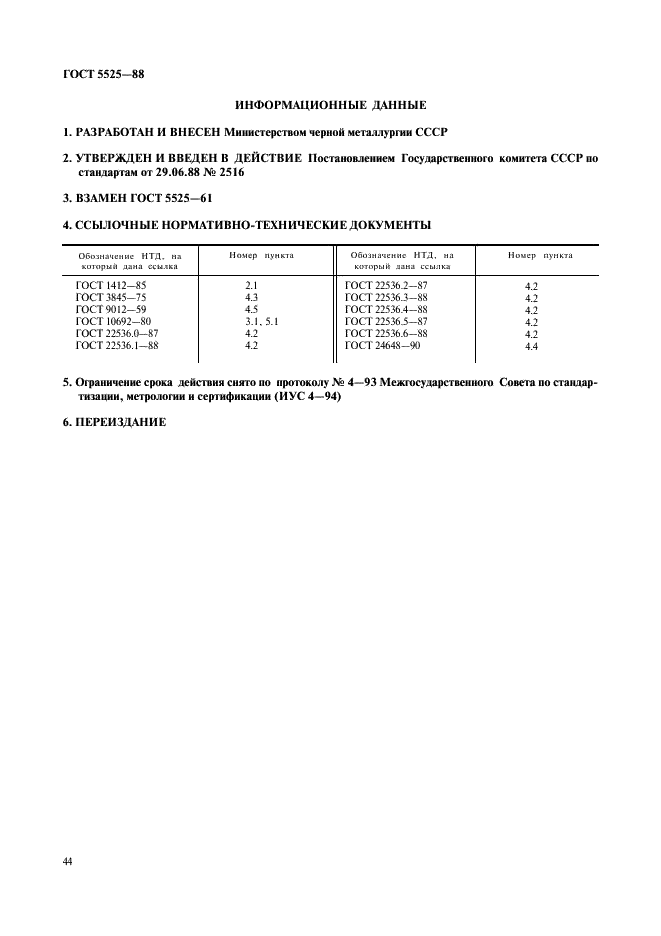 ГОСТ 5525—88
ИНФОРМАЦИОННЫЕ ДАННЫЕ
1. РАЗРАБОТАН И ВНЕСЕН Министерством черной металлургии СССР
2. УТВЕРЖДЕН И ВВЕДЕН В ДЕЙСТВИЕ Постановлением Государственного комитета СССР по
стандартам от 29.06.88 № 2516
3. ВЗАМЕН ГОСТ 5525—61
4. ССЫЛОЧНЫЕ НОРМАТИВНО-ТЕХНИЧЕСКИЕ ДОКУМЕНТЫ
Обозначение НТД, на Номер пункта Обозначение НТД, на Номер пункта
который дана ссылка который дана ссылка
ГОСТ 1412—85 2.1 ГОСТ 22536.2—87 4.2
ГОСТ 3845—75 4.3 ГОСТ 22536.3—88 4.2
ГОСТ 9012—59 4.5 ГОСТ 22536.4—88 4.2
ГОСТ 10692—80 3.1, 5.1 ГОСТ 22536.5—87 4.2
ГОСТ 22536.0—87 4.2 ГОСТ 22536.6—88 4.2
ГОСТ 22536.1—88 4.2 ГОСТ 24648—90 4.4
5. Ограничение срока действия снято по протоколу № 4—93 Межгосударственного Совета по стандар-
тизации, метрологии и сертификации (ИУС 4—94)
6. ПЕРЕИЗДАНИЕ
44